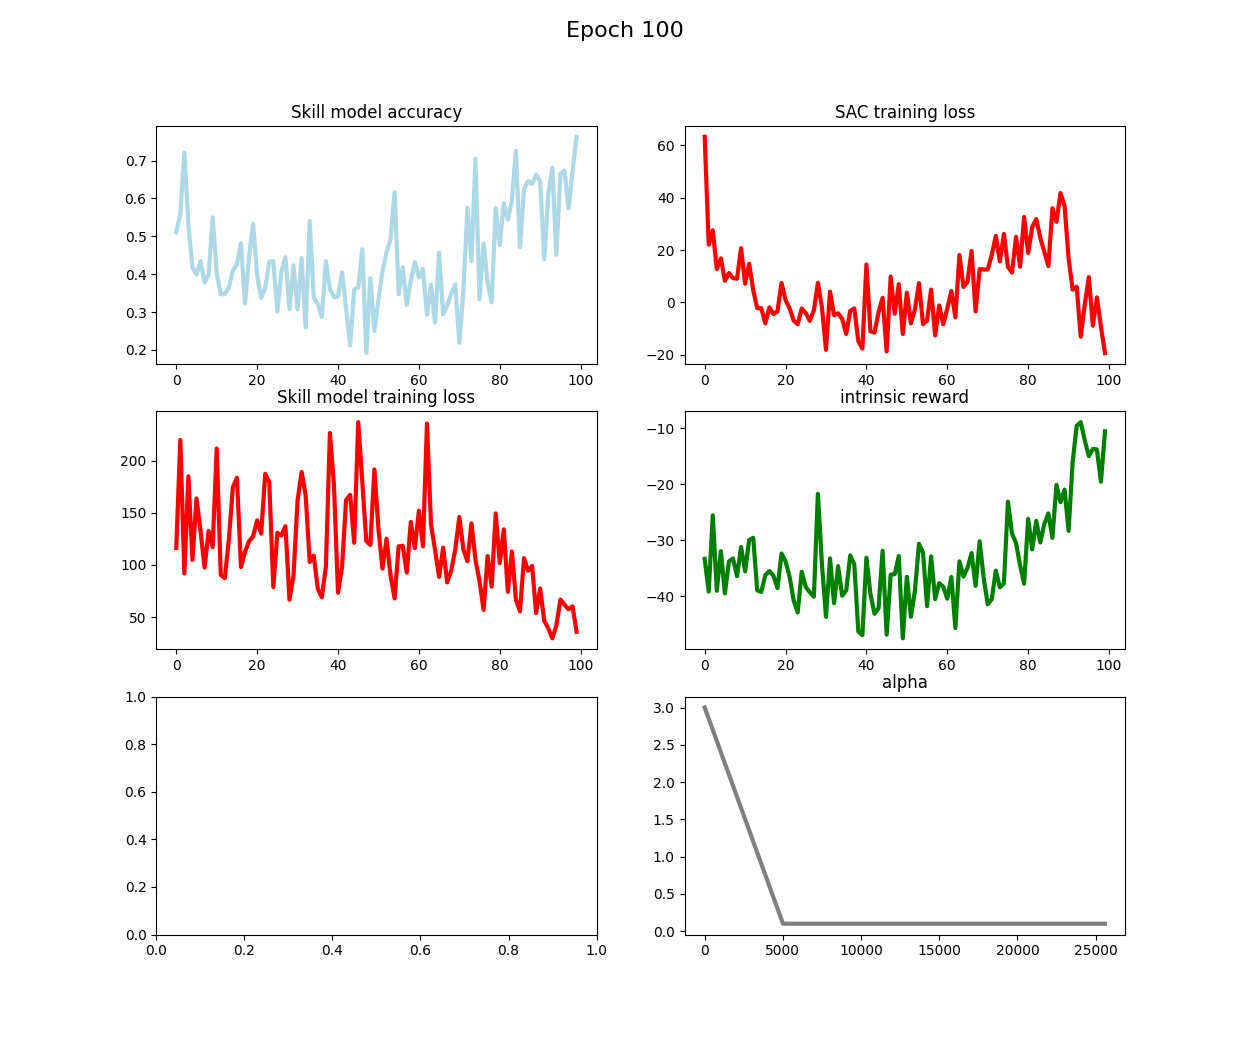 Epoch 100
Skill model accuracy
0.7
0.6
0.5
0.4
0.3
0.2
0 20 40 60 80 100
SAC training loss
60
40
20
0
−20
0 20 40 60 80 100
Skill model training loss
200
150
100
50
0 20 40 60 80 100
intrinsic reward
−10
−20
−30
−40
0 20 40 60 80 100
1.0
0.8
0.6
0.4
0.2
0.0
0.0 0.2 0.4 0.6 0.8 1.0
alpha
3.0
2.5
2.0
1.5
1.0
0.5
0.0
0 5000 10000 15000 20000 25000